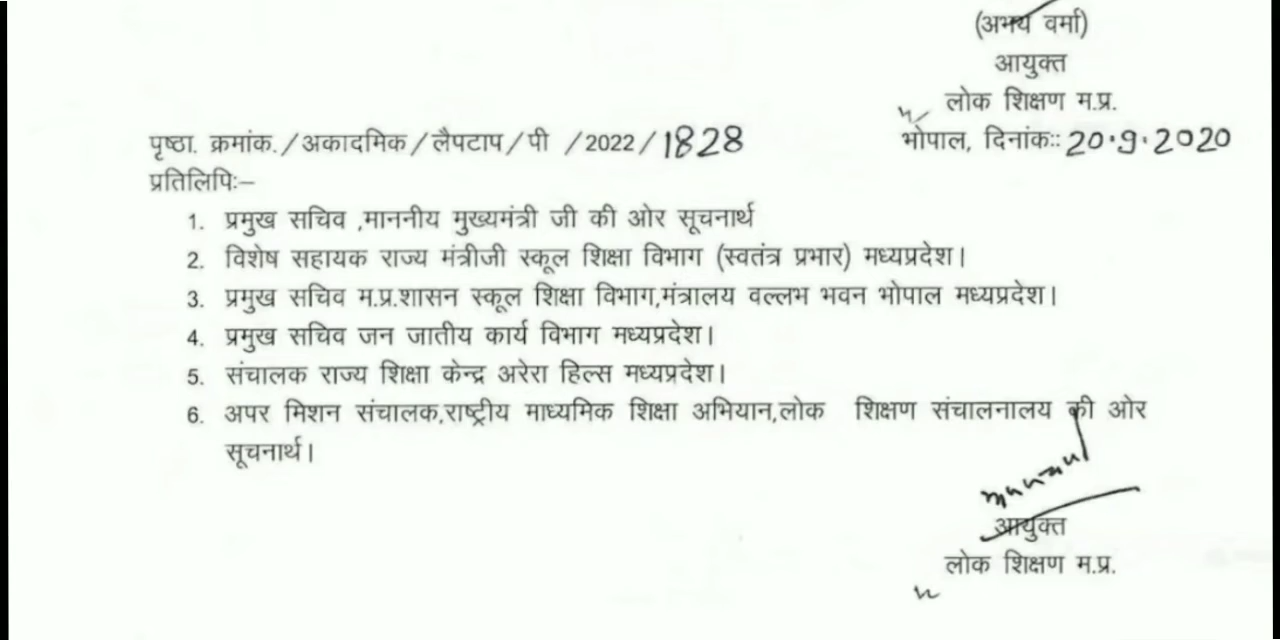 (अभय वर्मा)
आयुक्त
लोक शिक्षण म.प्र.
पृष्ठा. क्रमांक./अकादमिक/लैपटाप/पी /2022/1828 भोपाल, दिनांकः: 20.9.2020
प्रतिलिपिः–
1. प्रमुख सचिव ,माननीय मुख्यमंत्री जी की ओर सूचनार्थ
2. विशेष सहायक राज्य मंत्रीजी स्कूल शिक्षा विभाग (स्वतंत्र प्रभार) मध्यप्रदेश।
3. प्रमुख सचिव म.प्र.शासन स्कूल शिक्षा विभाग,मंत्रालय वल्लभ भवन भोपाल मध्यप्रदेश।
4. प्रमुख सचिव जन जातीय कार्य विभाग मध्यप्रदेश।
5. संचालक राज्य शिक्षा केन्द्र अरेरा हिल्स मध्यप्रदेश।
6. अपर मिशन संचालक,राष्ट्रीय माध्यमिक शिक्षा अभियान,लोक शिक्षण संचालनालय की ओर
सूचनार्थ।
आयुक्त
लोक शिक्षण म.प्र.